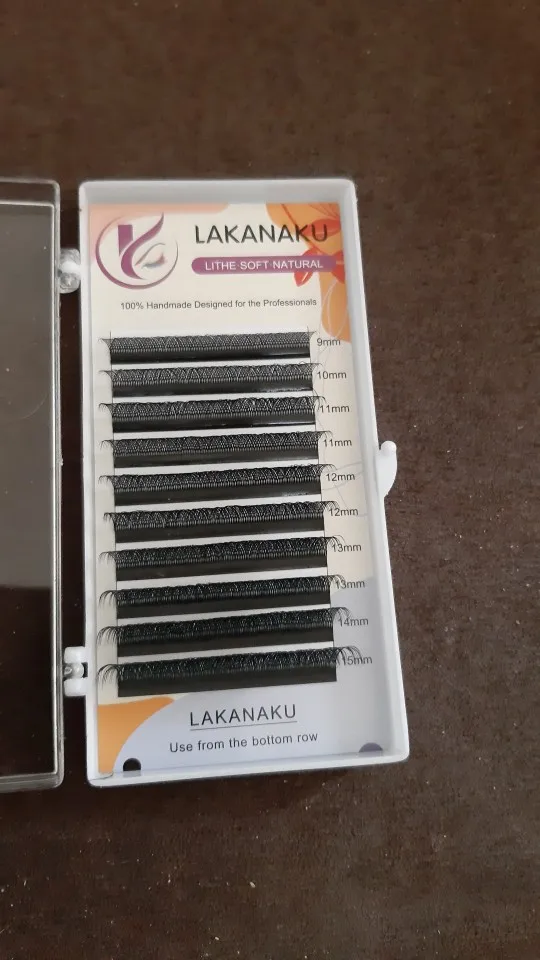 LAKANAKU
LITHE SOFT NATURAL
100% Handmade Designed for the Professionals
9mm
10mm
11mm
11mm
12mm
12mm
13mm
13mm
14mm
15mm
LAKANAKU
Use from the bottom row